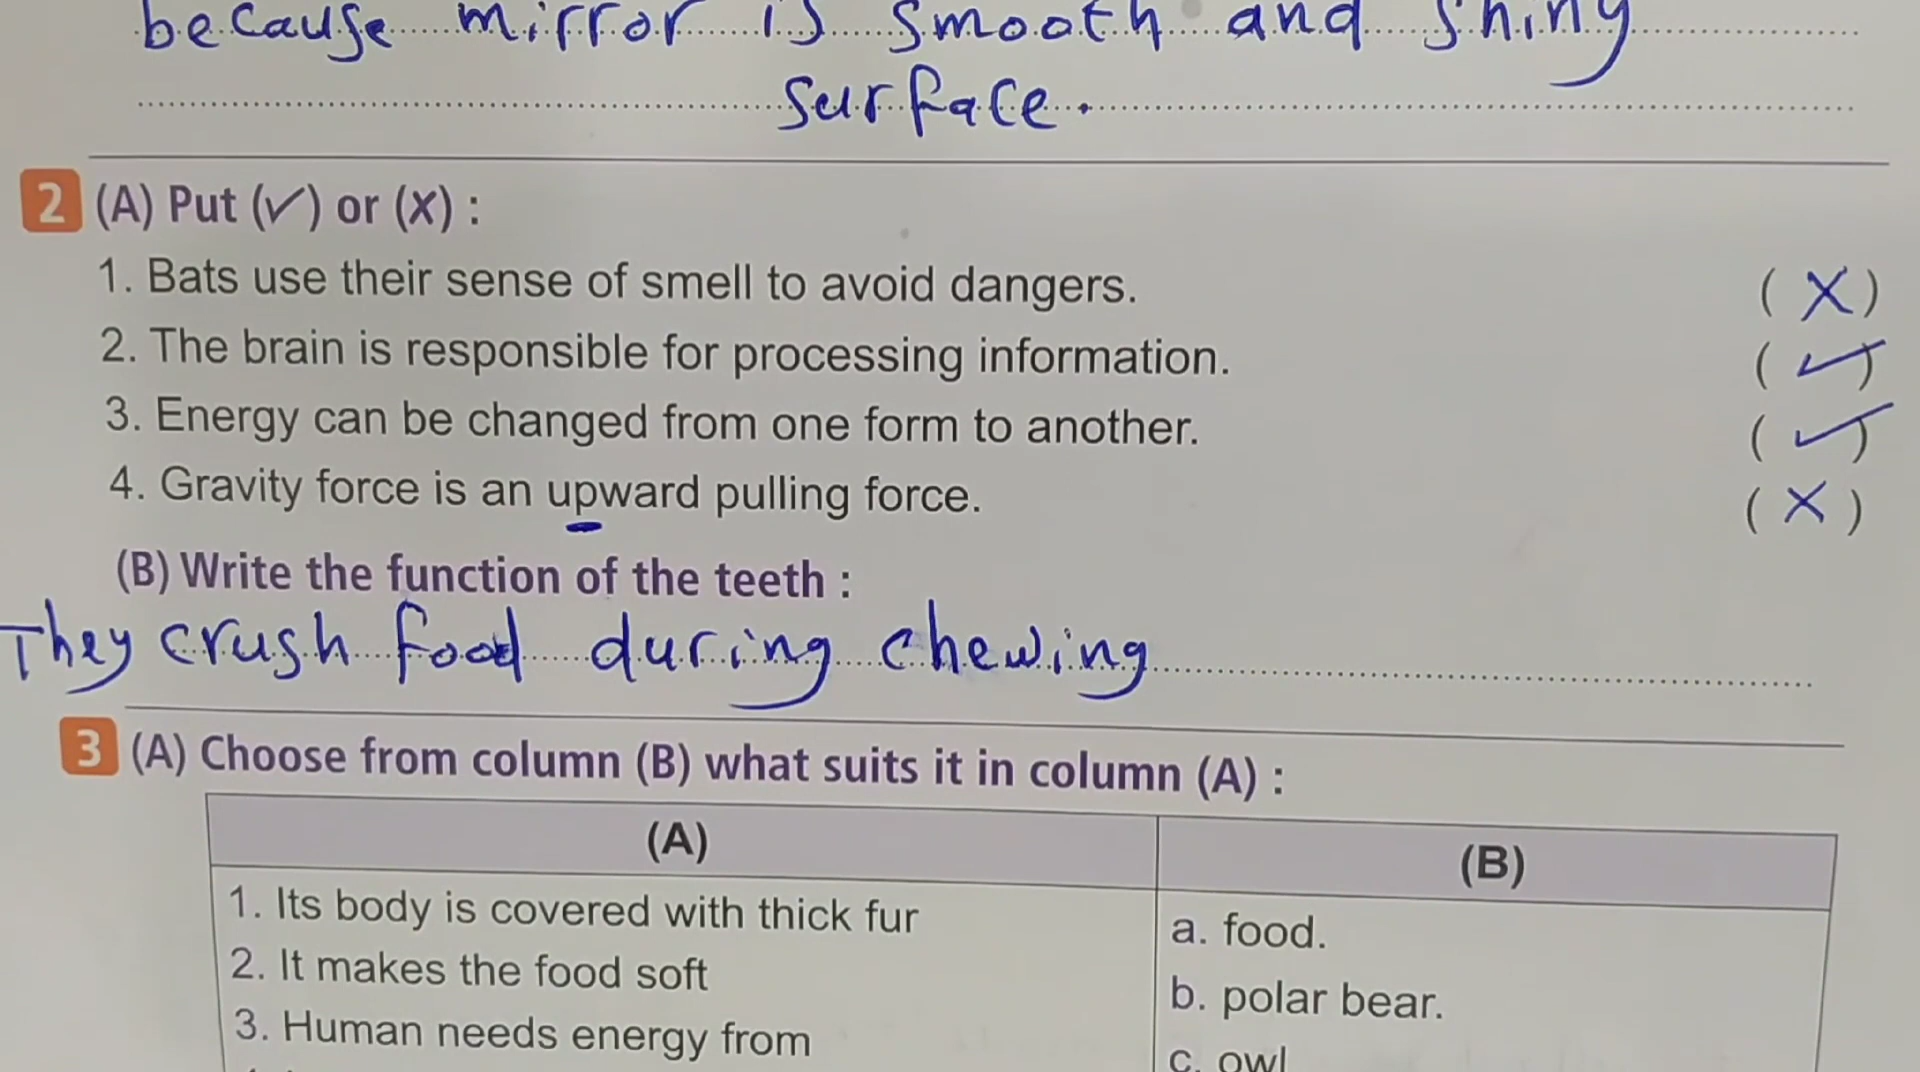 because mirror is smooth and shiny
surface.
2 (A) Put (✓) or (x) :
1. Bats use their sense of smell to avoid dangers. (X)
2. The brain is responsible for processing information. (✓)
3. Energy can be changed from one form to another. (✓)
4. Gravity force is an upward pulling force. (X)
(B) Write the function of the teeth :
They crush food during chewing
3 (A) Choose from column (B) what suits it in column (A) :
(A) (B)
1. Its body is covered with thick fur
a. food.
2. It makes the food soft
b. polar bear.
3. Human needs energy from
c. owl